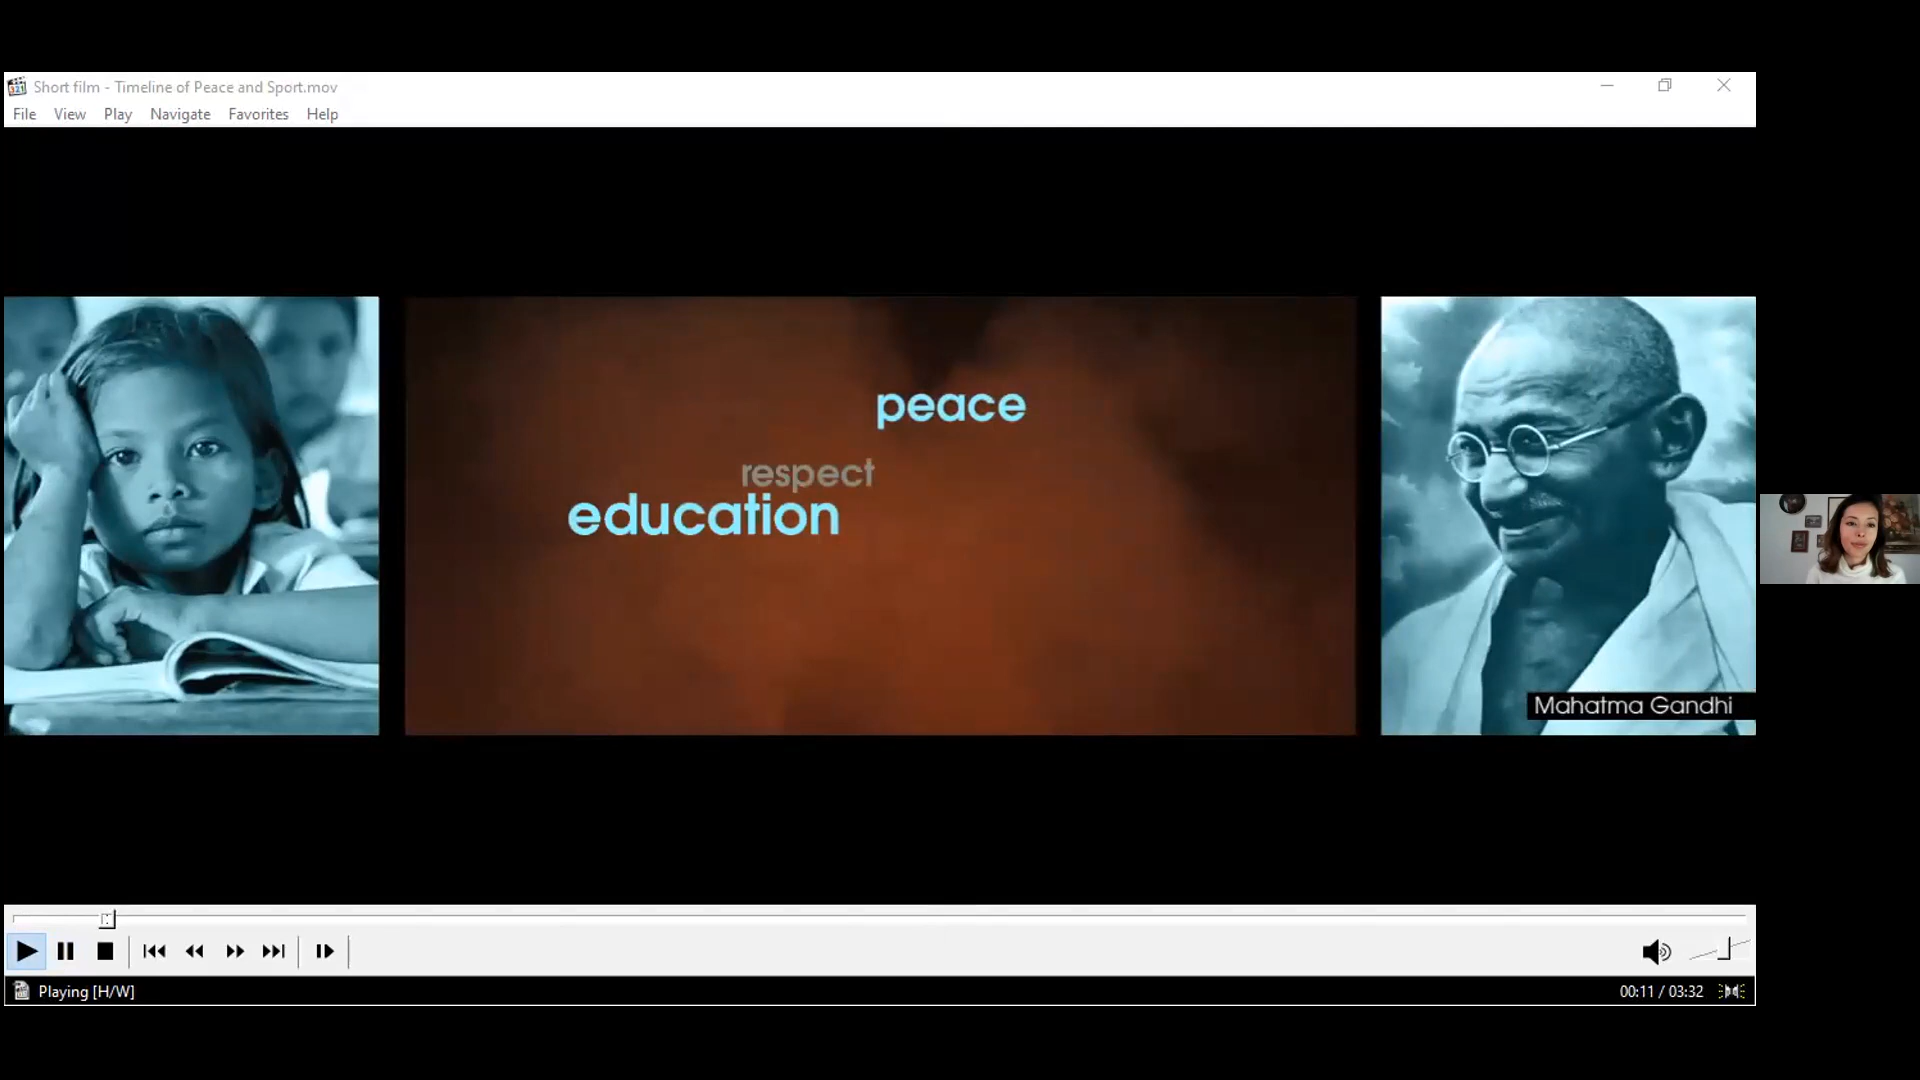 Short film - Timeline of Peace and Sport.mov
File View Play Navigate Favorites Help
peace
respect
education
Mahatma Gandhi
Playing [H/W]
00:11 / 03:32